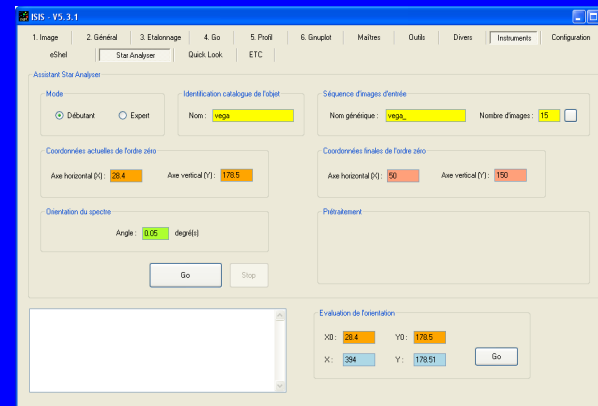 ISIS - V5.3.1
1. Image 2. Général 3. Etalonnage 4. Go 5. Profil 6. Gnuplot Maîtres Outils Divers Instruments Configuration
eShel Star Analyser Quick Look ETC
Assistant Star Analyser
Mode Identification catalogue de l'objet Séquence d'images d'entrée
Débutant Expert Nom : vega Nom générique : vega_ Nombre d'images : 15
Coordonnées actuelles de l'ordre zéro Coordonnées finales de l'ordre zéro
Axe horizontal (X) : 28.4 Axe vertical (Y) : 178.5 Axe horizontal (X) : 50 Axe vertical (Y) : 150
Orientation du spectre Prétraitement
Angle : 0.05 degré(s)
Go Stop
Evaluation de l'orientation
X0 : 28.4 Y0 : 178.5
X : 394 Y : 178.51 Go